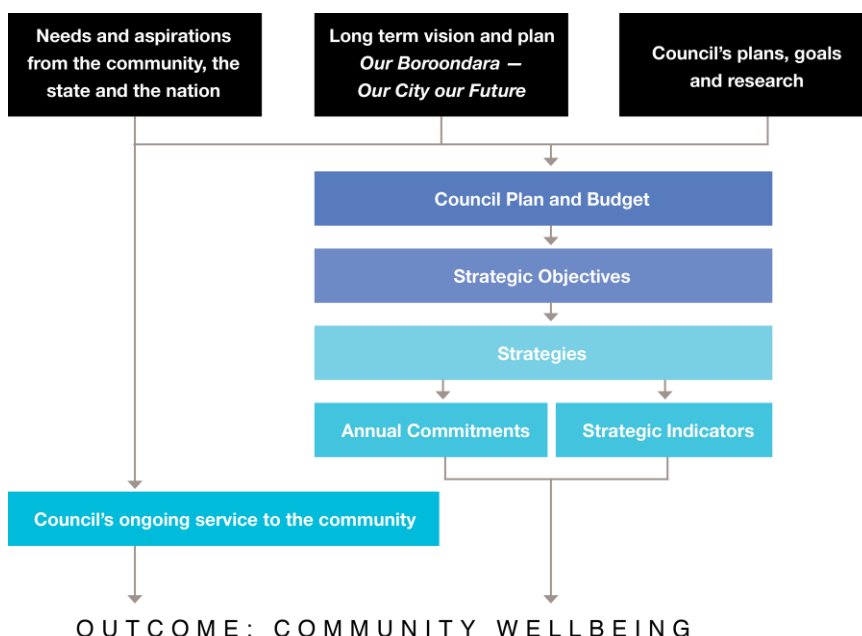 Needs and aspirations
from the community, the
state and the nation
Long term vision and plan
Our Boroondara —
Our City our Future
Council’s plans, goals
and research
Council Plan and Budget
Strategic Objectives
Strategies
Annual Commitments
Strategic Indicators
Council’s ongoing service to the community
OUTCOME: COMMUNITY WELLBEING